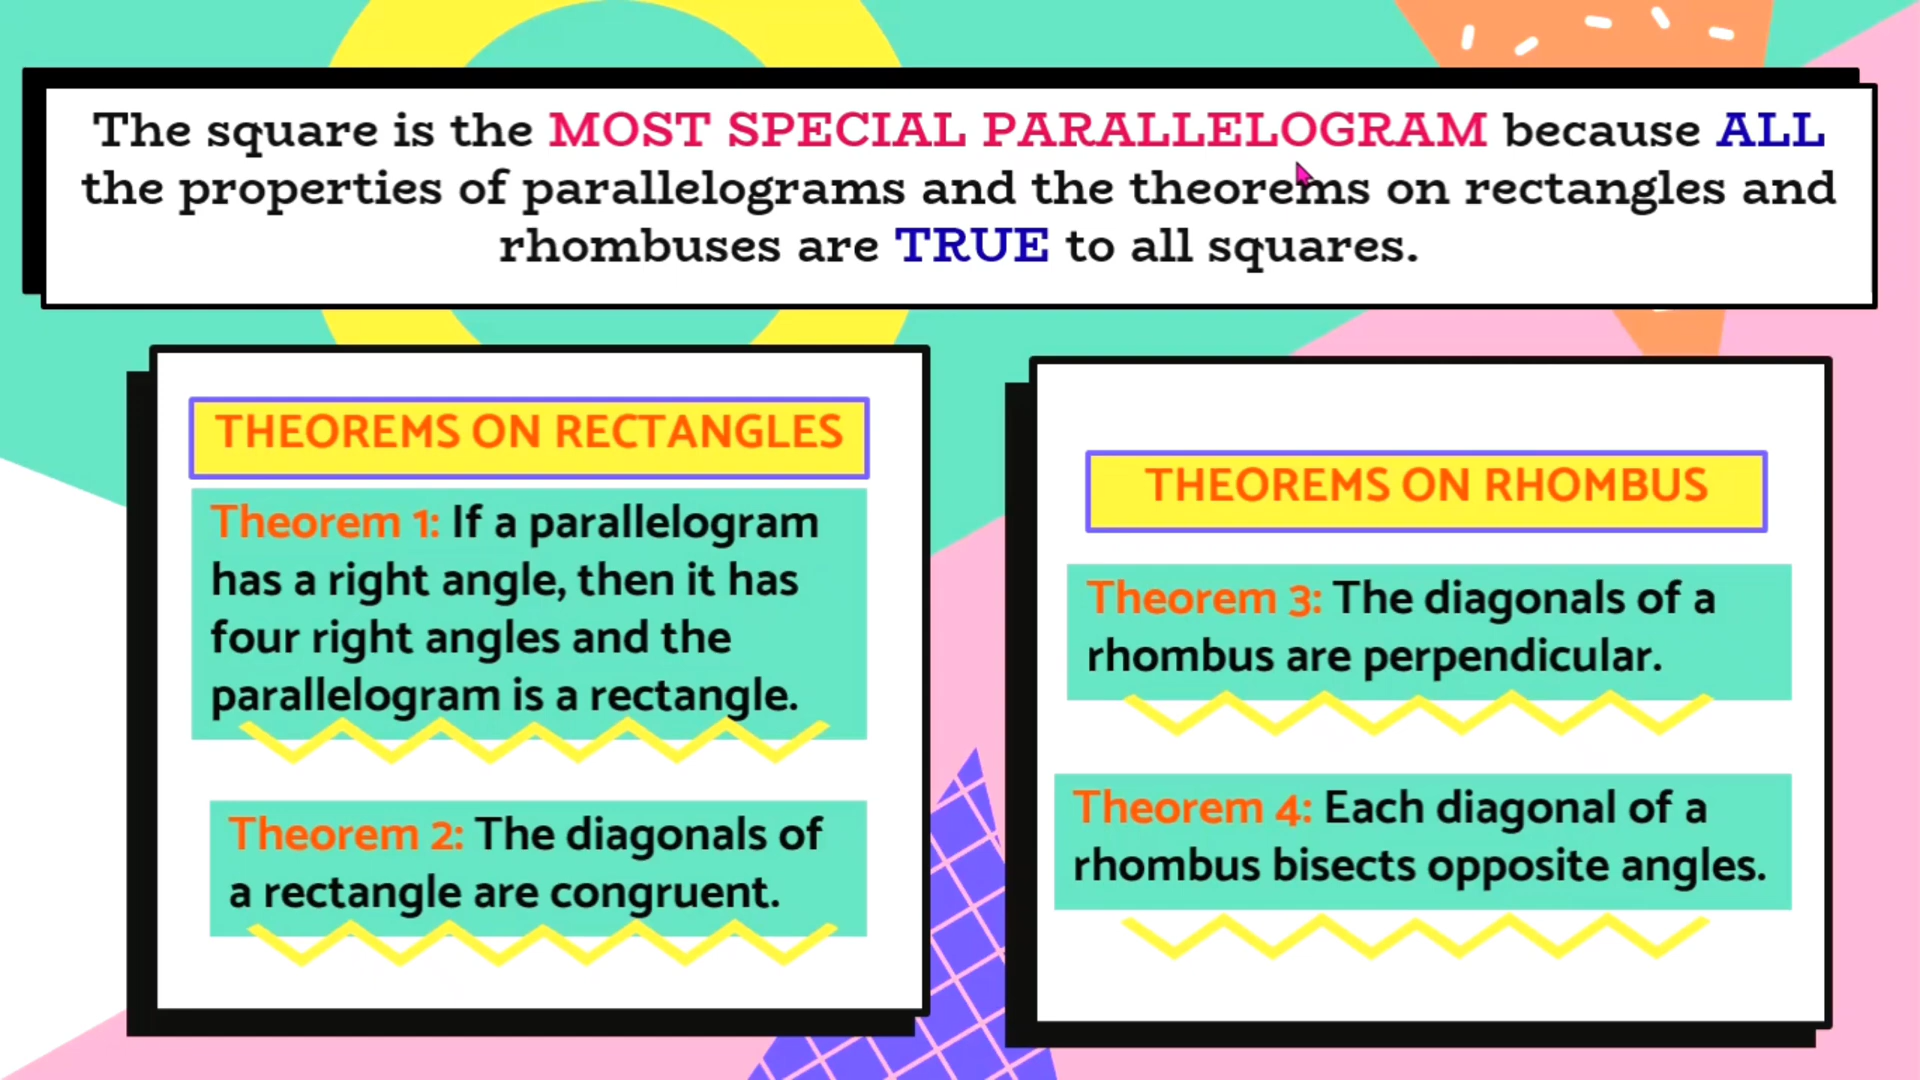 The square is the MOST SPECIAL PARALLELOGRAM because ALL
the properties of parallelograms and the theorems on rectangles and
rhombuses are TRUE to all squares.
THEOREMS ON RECTANGLES
Theorem 1: If a parallelogram
has a right angle, then it has
four right angles and the
parallelogram is a rectangle.
Theorem 2: The diagonals of
a rectangle are congruent.
THEOREMS ON RHOMBUS
Theorem 3: The diagonals of a
rhombus are perpendicular.
Theorem 4: Each diagonal of a
rhombus bisects opposite angles.